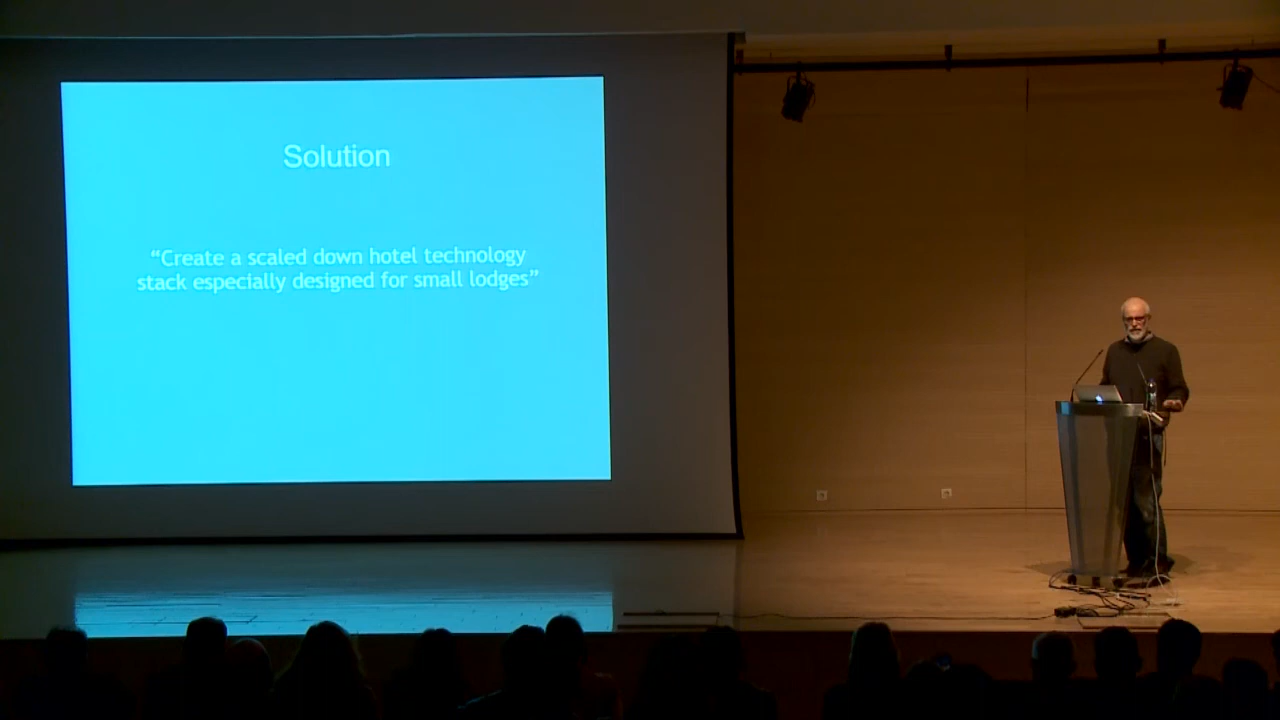 Solution
“Create a scaled down hotel technology
stack especially designed for small lodges”